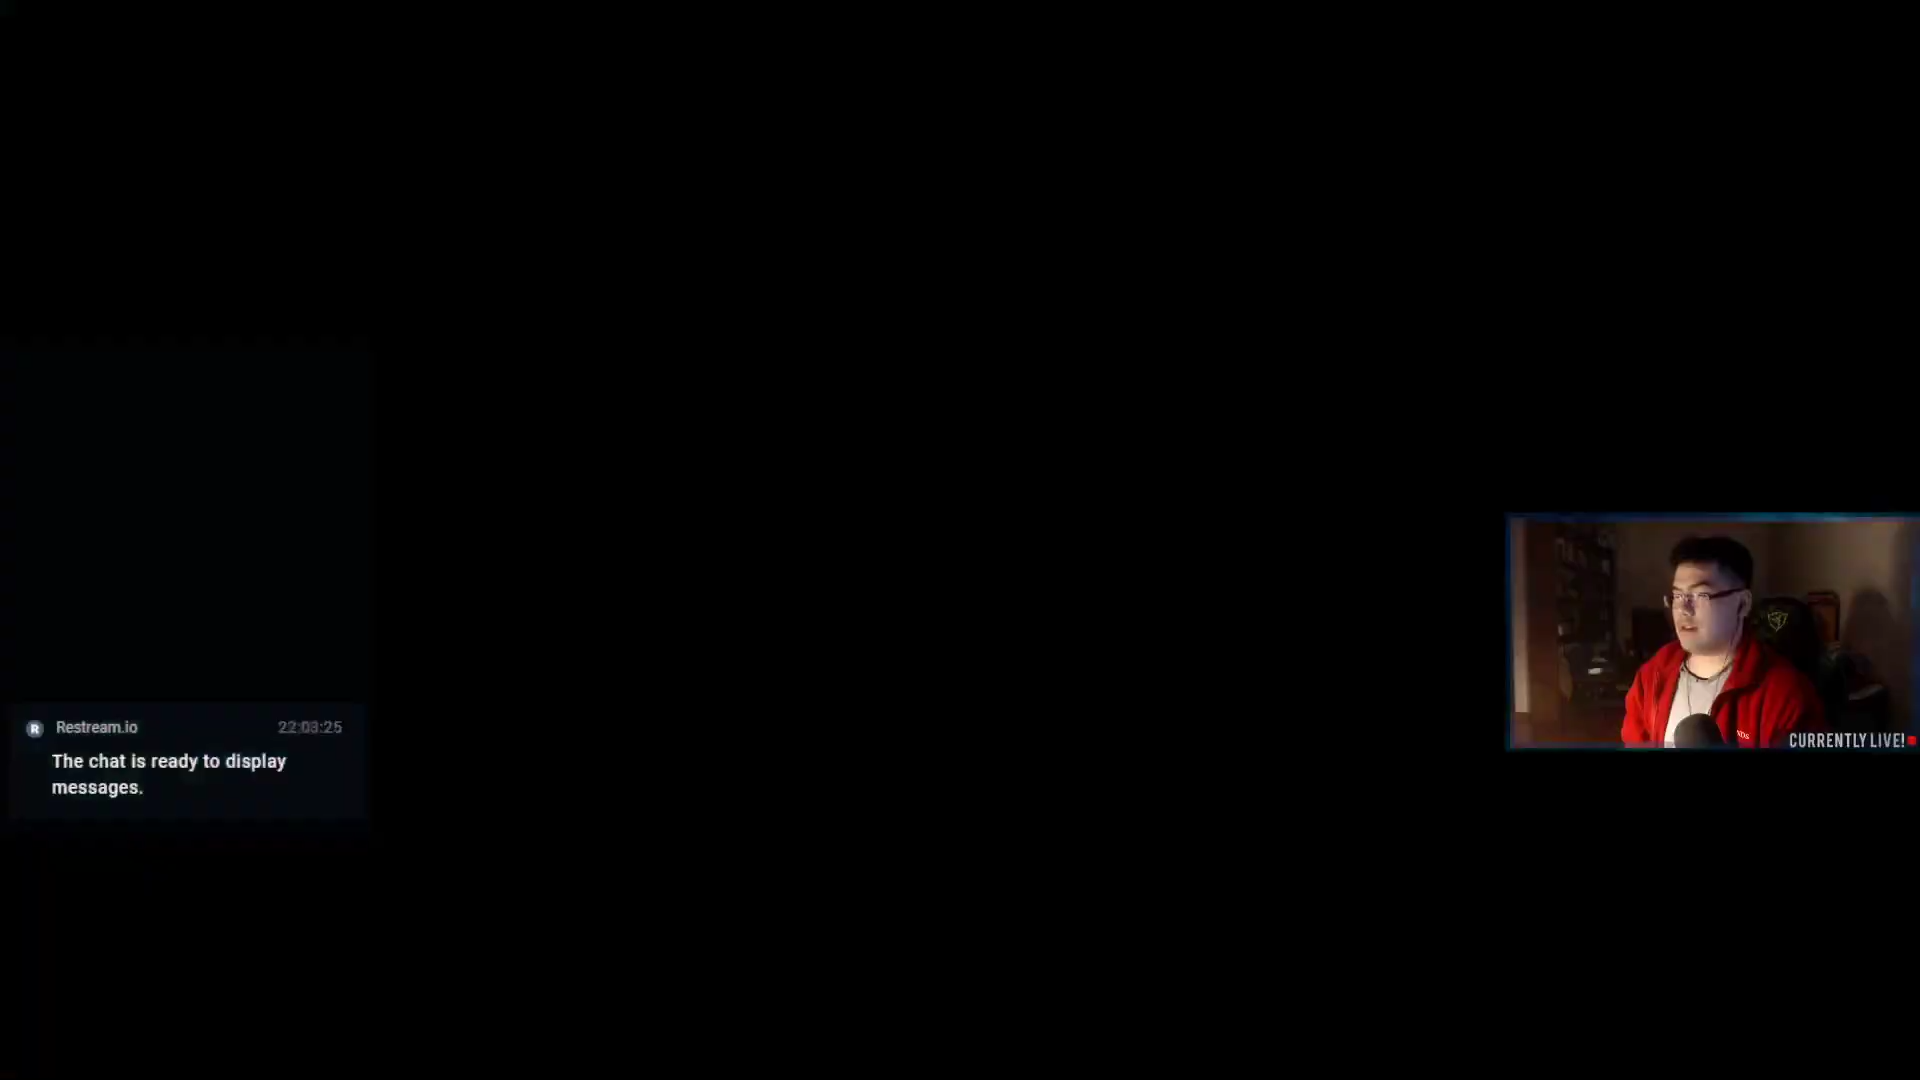 R Restream.io 22:03:25
The chat is ready to display
messages.
CURRENTLY LIVE!